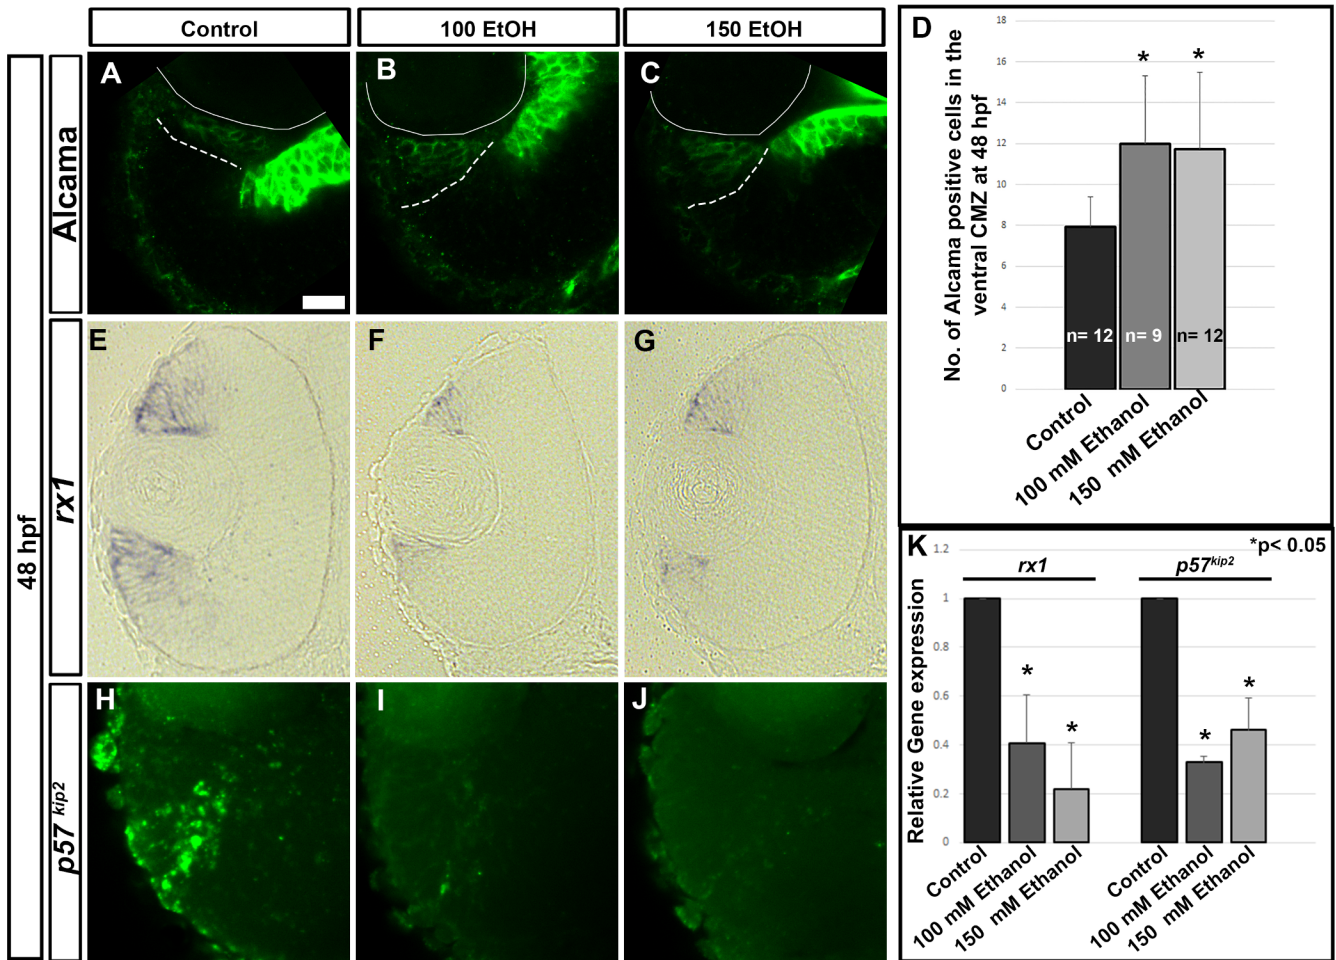 Control
100 EtOH
150 EtOH
48 hpf
Alcama
rx1
p57 kip2
A
B
C
E
F
G
H
I
J
D
No. of Alcama positive cells in the
ventral CMZ at 48 hpf
18
16
14
12
10
8
6
4
2
0
*
*
n= 12
n= 9
n= 12
Control
100 mM Ethanol
150 mM Ethanol
K
*p< 0.05
Relative Gene expression
1.2
1
0.8
0.6
0.4
0.2
0
rx1
p57kip2
*
*
*
*
Control
100 mM Ethanol
150 mM Ethanol
Control
100 mM Ethanol
150 mM Ethanol